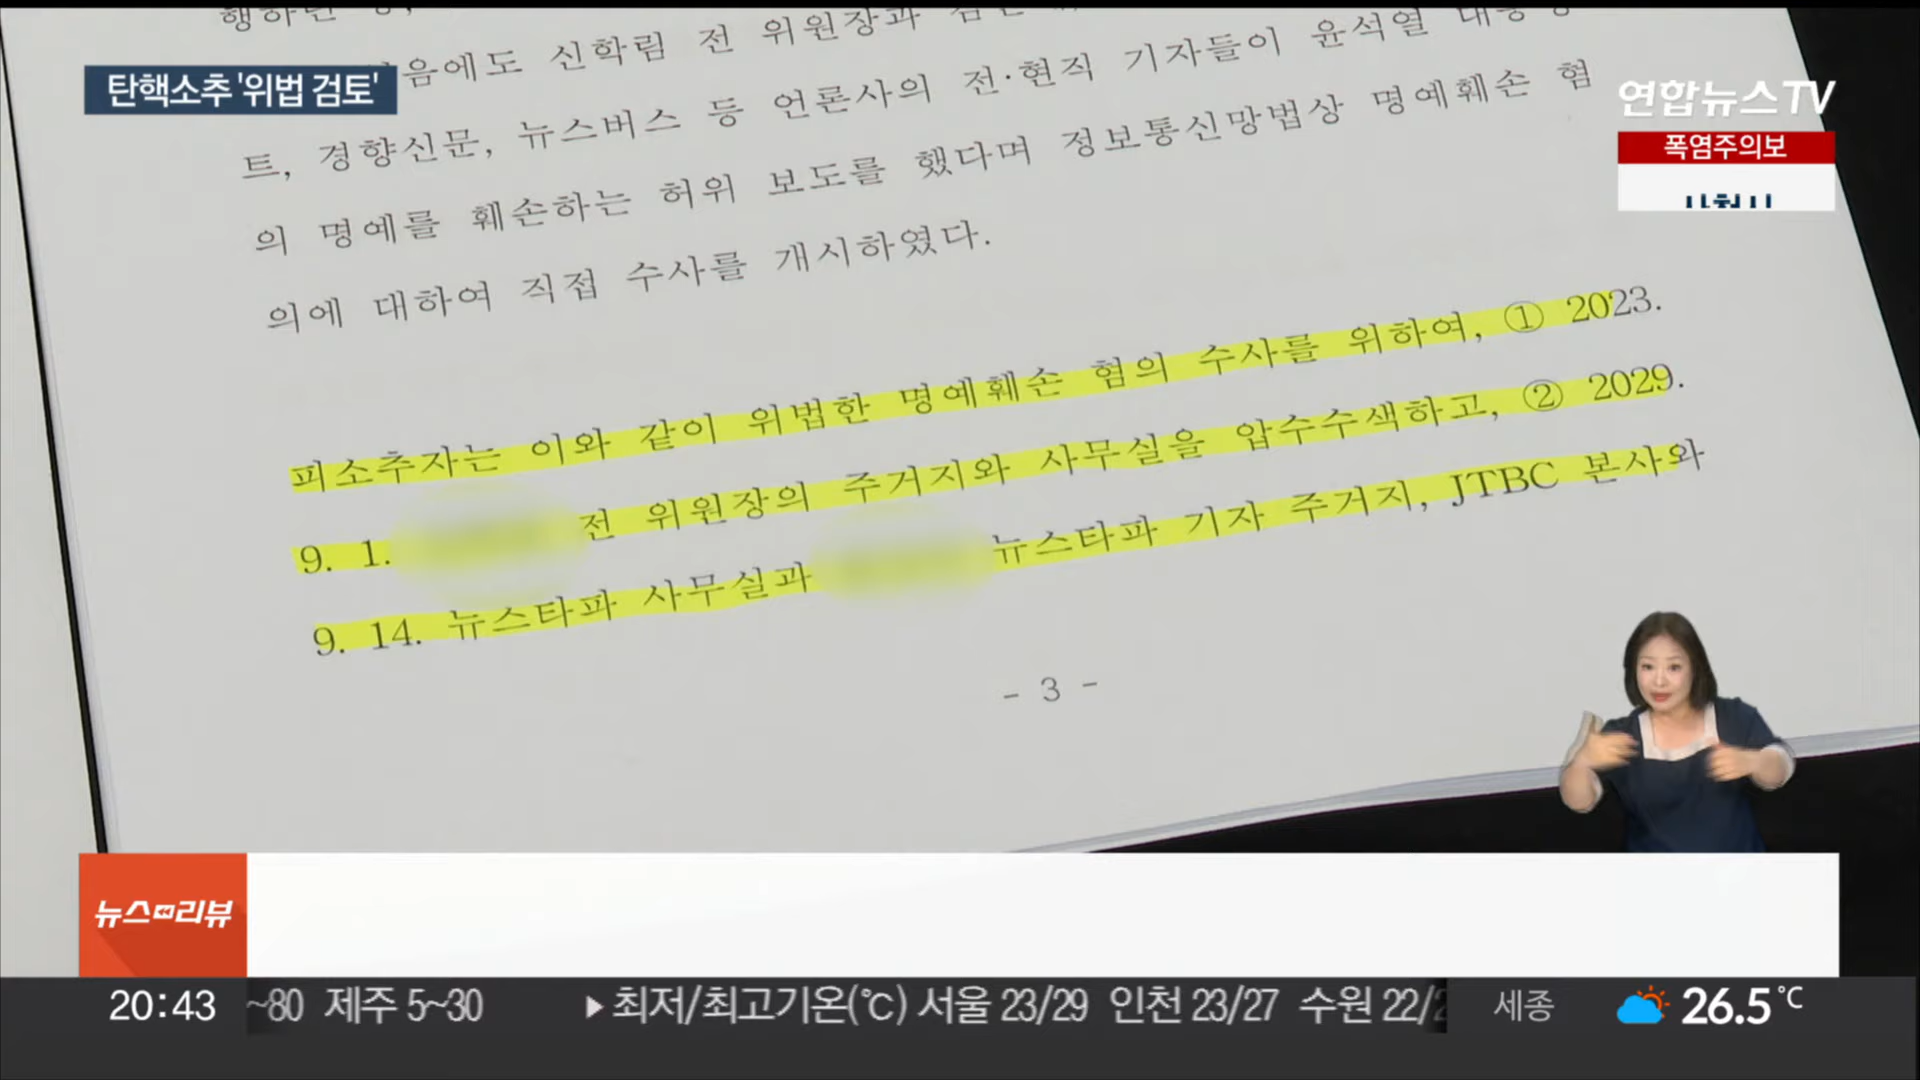 탄핵소추 '위법 검토'
연합뉴스TV
폭염주의보
음에도 신학림 전 위원장과
트, 경향신문, 뉴스버스 등 언론사의 전·현직 기자들이 윤석열
의 명예를 훼손하는 허위 보도를 했다며 정보통신망법상 명예훼손 혐
의에 대하여 직접 수사를 개시하였다.
피소추자는 이와 같이 위법한 명예훼손 혐의 수사를 위하여, ① 2023.
9. 1. 전 위원장의 주거지와 사무실을 압수수색하고, ② 2029.
9. 14. 뉴스타파 사무실과 뉴스타파 기자 주거지, JTBC 본사와
- 3 -
뉴스리뷰
20:43 ~80 제주 5~30 ▶최저/최고기온(℃) 서울 23/29 인천 23/27 수원 22/ 세종 26.5℃